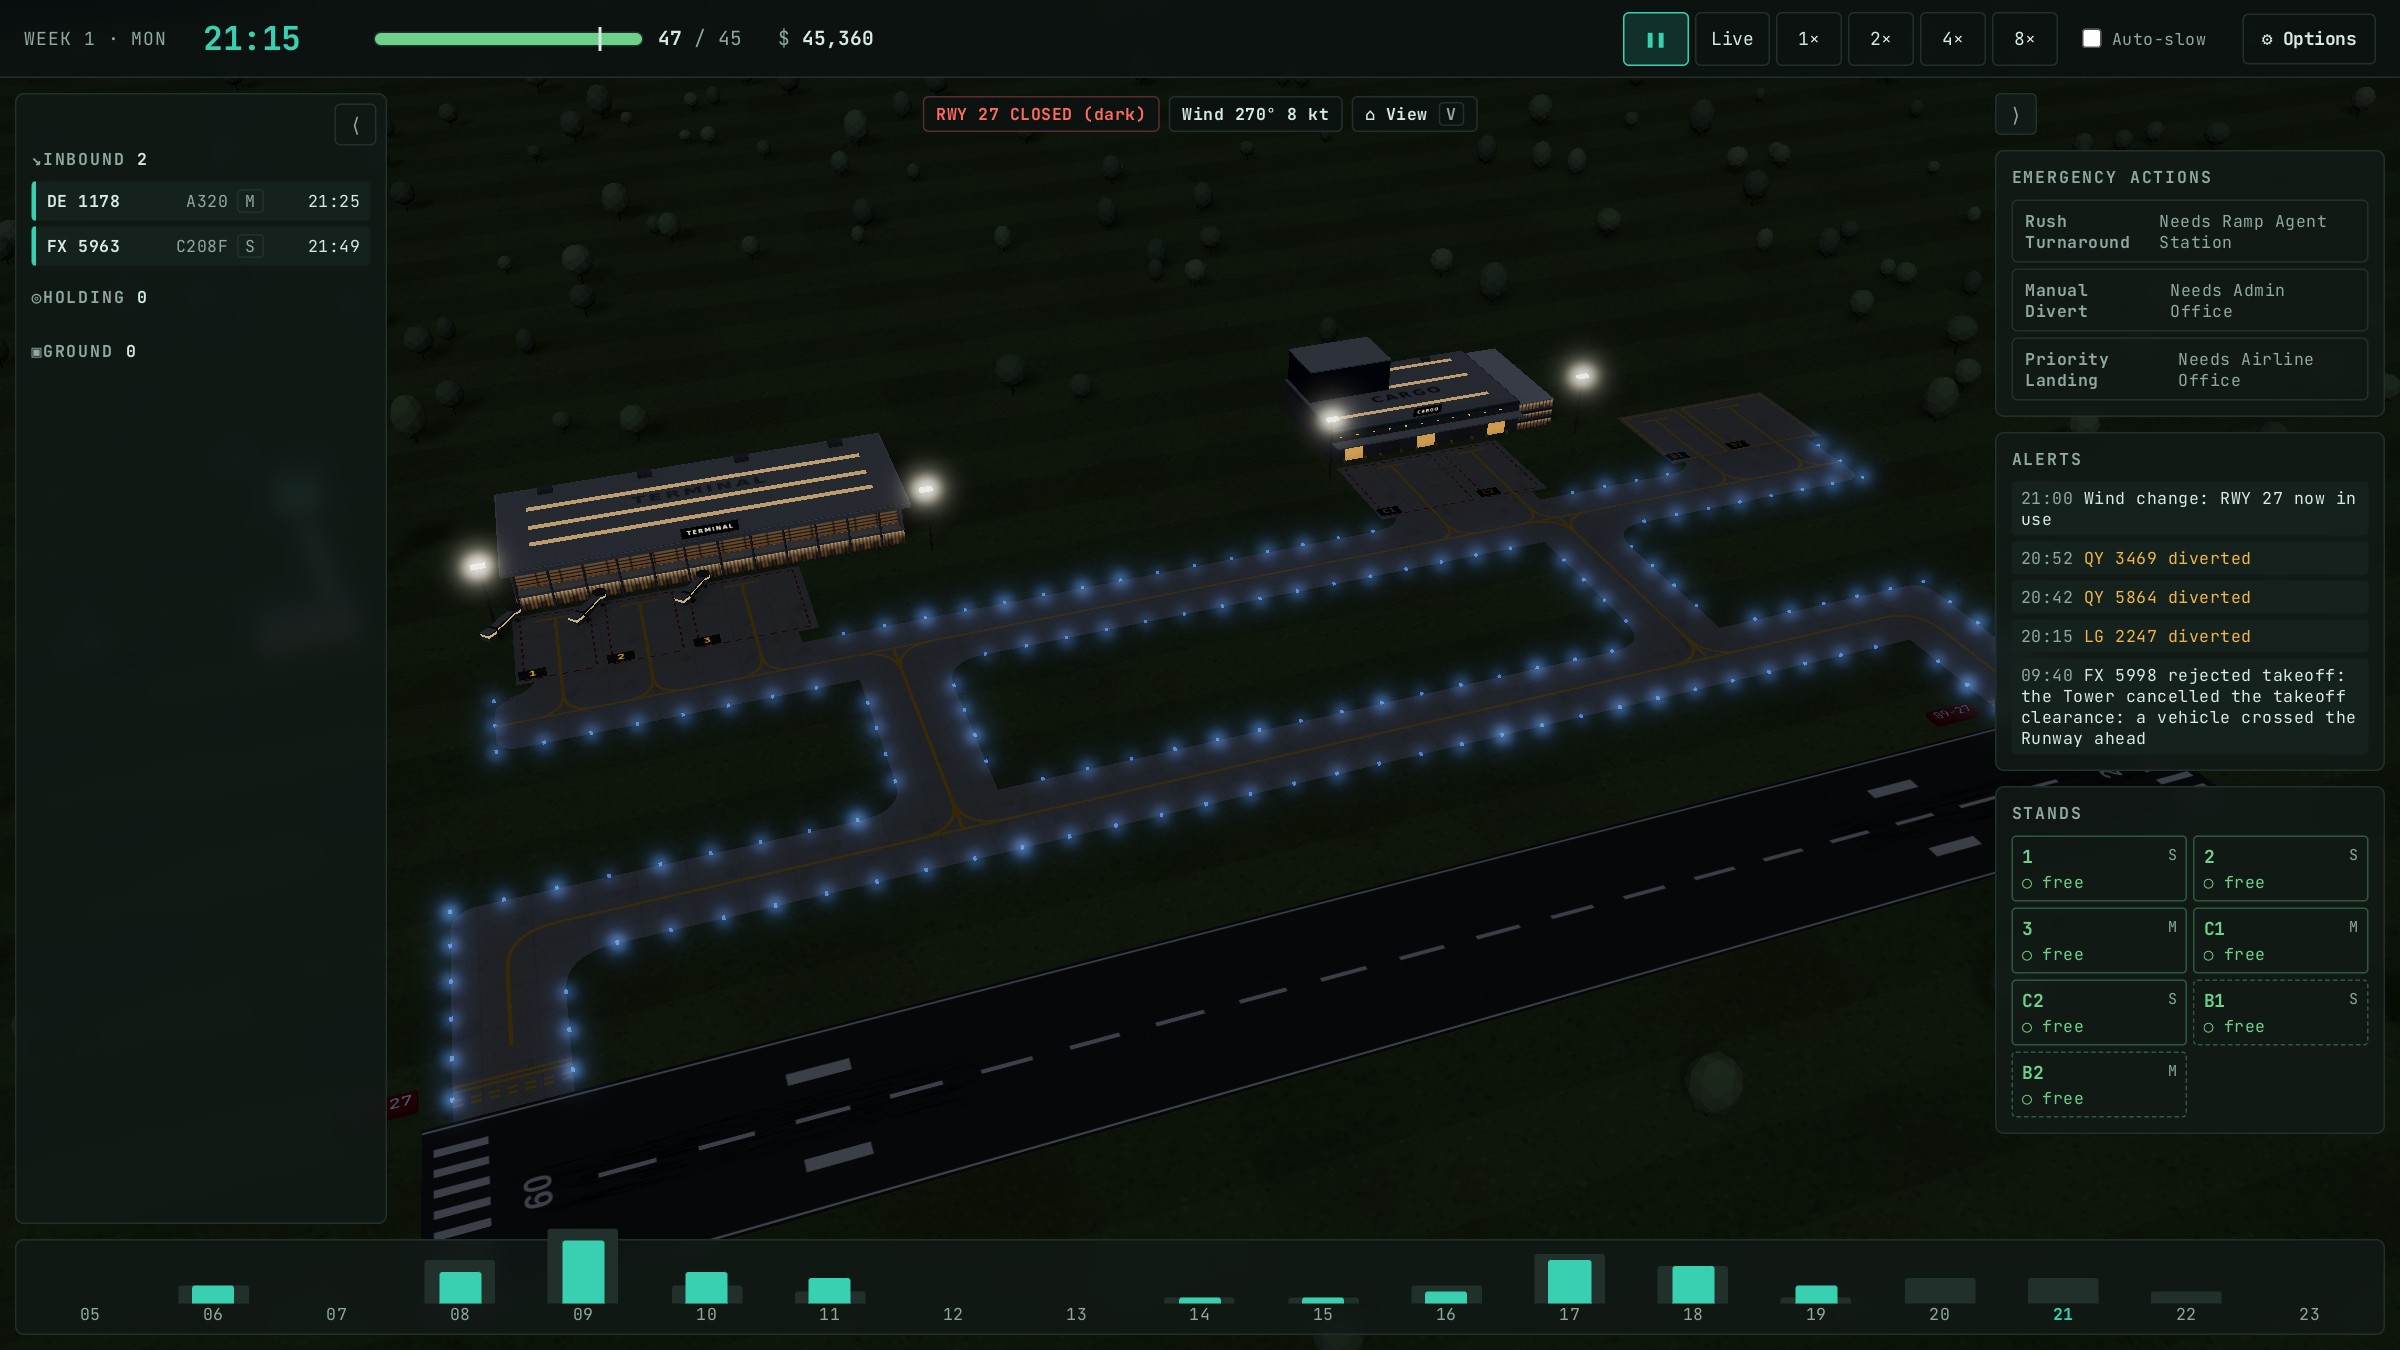 WEEK 1 · MON 21:15 47 / 45 $ 45,360 ❚❚ Live 1× 2× 4× 8× Auto-slow ⚙ Options
RWY 27 CLOSED (dark) Wind 270° 8 kt ⌂ View V
⟨
↘INBOUND 2
DE 1178 A320 M 21:25
FX 5963 C208F S 21:49
◎HOLDING 0
▣GROUND 0
TERMINAL
TERMINAL
1
2
3
CARGO
CARGO
C1
09-27
27
09
⟩
EMERGENCY ACTIONS
Rush Turnaround
Needs Ramp Agent Station
Manual Divert
Needs Admin Office
Priority Landing
Needs Airline Office
ALERTS
21:00 Wind change: RWY 27 now in
use
20:52 QY 3469 diverted
20:42 QY 5864 diverted
20:15 LG 2247 diverted
09:40 FX 5998 rejected takeoff:
the Tower cancelled the takeoff
clearance: a vehicle crossed the
Runway ahead
STANDS
1 S
○ free
2 S
○ free
3 M
○ free
C1 M
○ free
C2 S
○ free
B1 S
○ free
B2 M
○ free
05 06 07 08 09 10 11 12 13 14 15 16 17 18 19 20 21 22 23